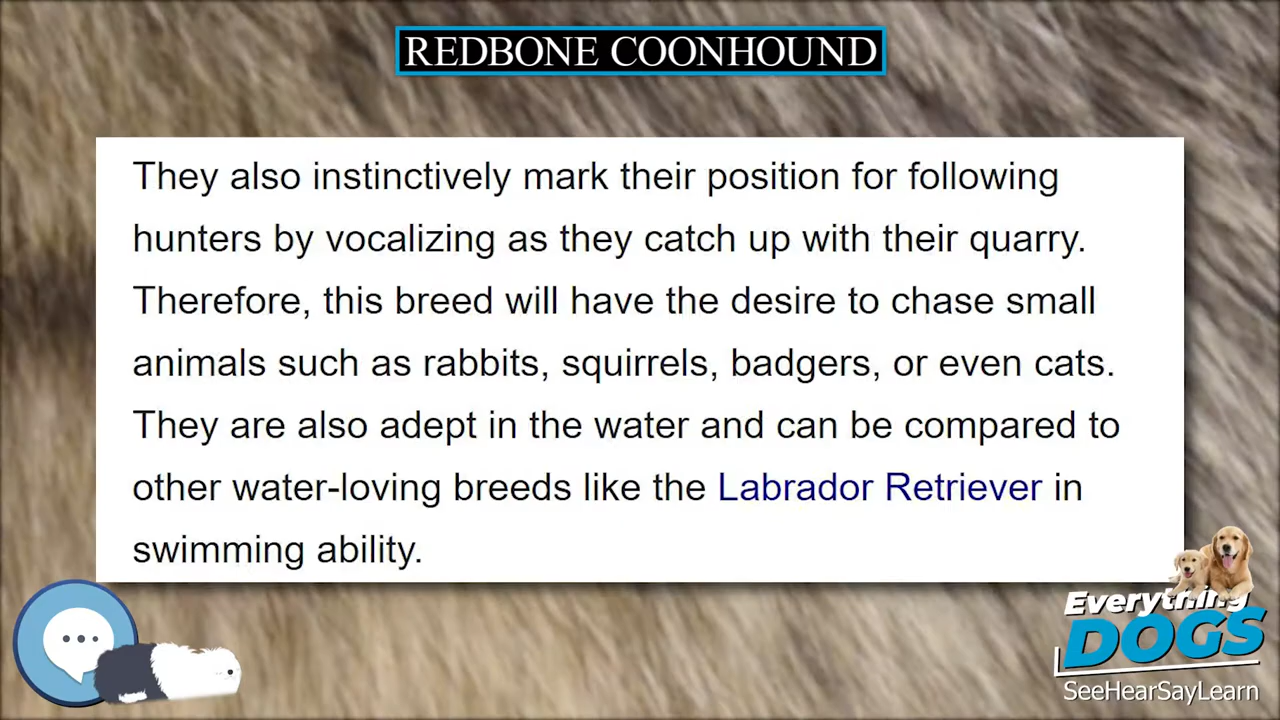 REDBONE COONHOUND
They also instinctively mark their position for following
hunters by vocalizing as they catch up with their quarry.
Therefore, this breed will have the desire to chase small
animals such as rabbits, squirrels, badgers, or even cats.
They are also adept in the water and can be compared to
other water-loving breeds like the Labrador Retriever in
swimming ability.
Everything
DOGS
SeeHearSayLearn